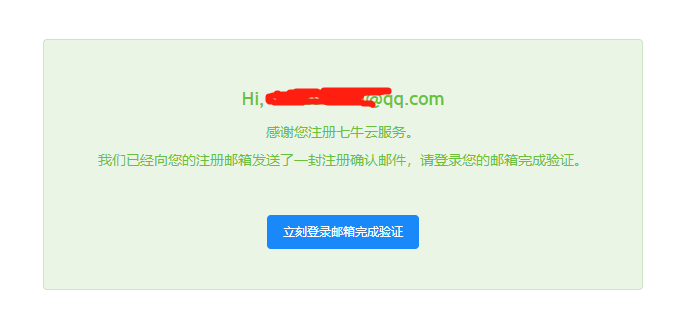 Hi, @qq.com
感谢您注册七牛云服务。
我们已经向您的注册邮箱发送了一封注册确认邮件，请登录您的邮箱完成验证。
立刻登录邮箱完成验证